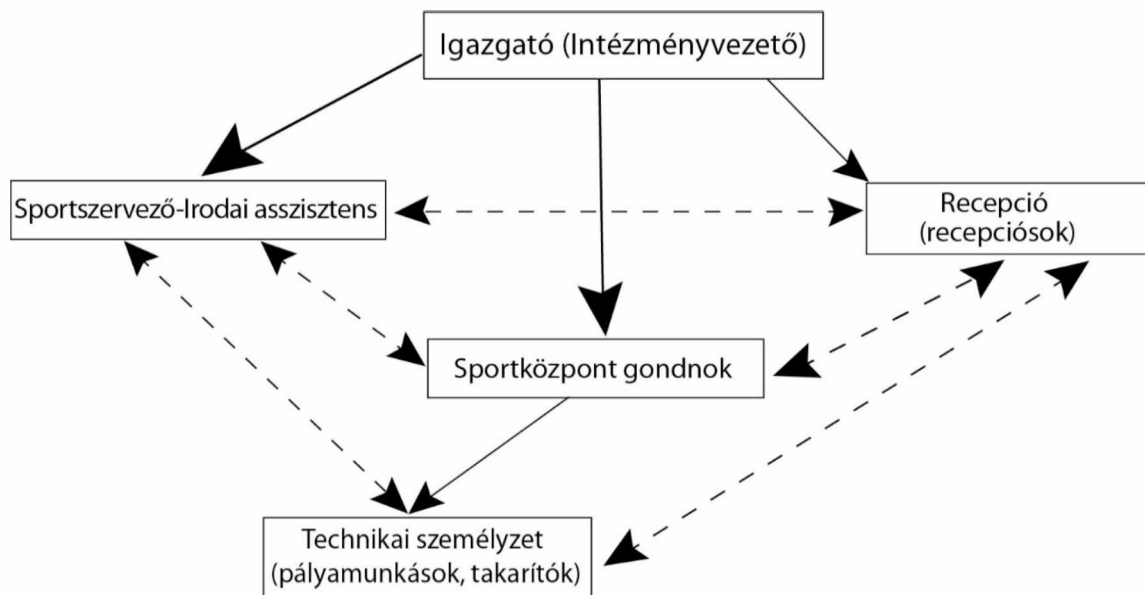 Igazgató (Intézményvezető)
Sportszervező-Irodai asszisztens
Recepció
(recepciósok)
Sportközpont gondnok
Technikai személyzet
(pályamunkások, takarítók)